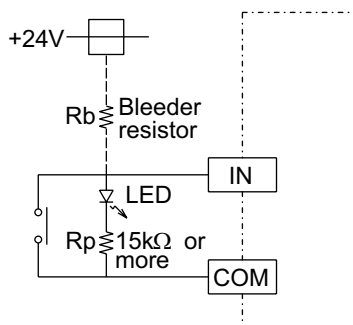 +24V
Rb Bleeder
resistor
IN
LED
Rp 15kΩ or
more
COM